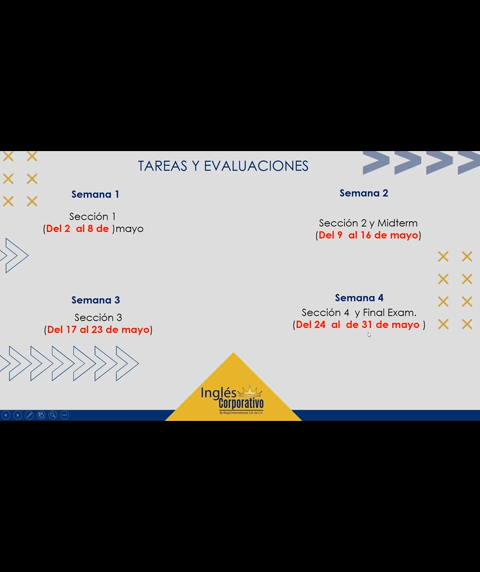 TAREAS Y EVALUACIONES
Semana 1
Sección 1
(Del 2 al 8 de )mayo
Semana 2
Sección 2 y Midterm
(Del 9 al 16 de mayo)
Semana 3
Sección 3
(Del 17 al 23 de mayo)
Semana 4
Sección 4 y Final Exam.
(Del 24 al de 31 de mayo )
Inglés
Corporativo